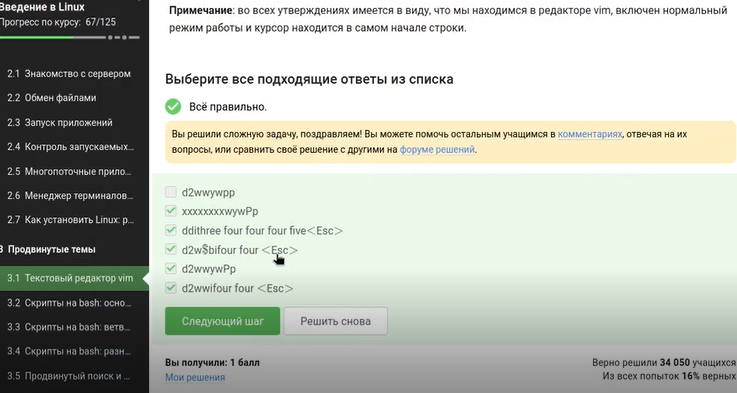 Введение в Linux
Прогресс по курсу: 67/125
2.1 Знакомство с сервером
2.2 Обмен файлами
2.3 Запуск приложений
2.4 Контроль запускаемых...
2.5 Многопоточные прило...
2.6 Менеджер терминалов...
2.7 Как установить Linux: р...
3 Продвинутые темы
3.1 Текстовый редактор vim
3.2 Скрипты на bash: осно...
3.3 Скрипты на bash: ветв...
3.4 Скрипты на bash: разн...
3.5 Продвинутый поиск и ...
Примечание: во всех утверждениях имеется в виду, что мы находимся в редакторе vim, включен нормальный
режим работы и курсор находится в самом начале строки.
Выберите все подходящие ответы из списка
Всё правильно.
Вы решили сложную задачу, поздравляем! Вы можете помочь остальным учащимся в комментариях, отвечая на их
вопросы, или сравнить своё решение с другими на форуме решений.
d2wwywpp
xxxxxxxxwywPp
ddithree four four four five<Esc>
d2w$bifour four <Esc>
d2wwywPp
d2wwifour four <Esc>
Следующий шаг
Решить снова
Вы получили: 1 балл
Мои решения
Верно решили 34 050 учащихся
Из всех попыток 16% верных